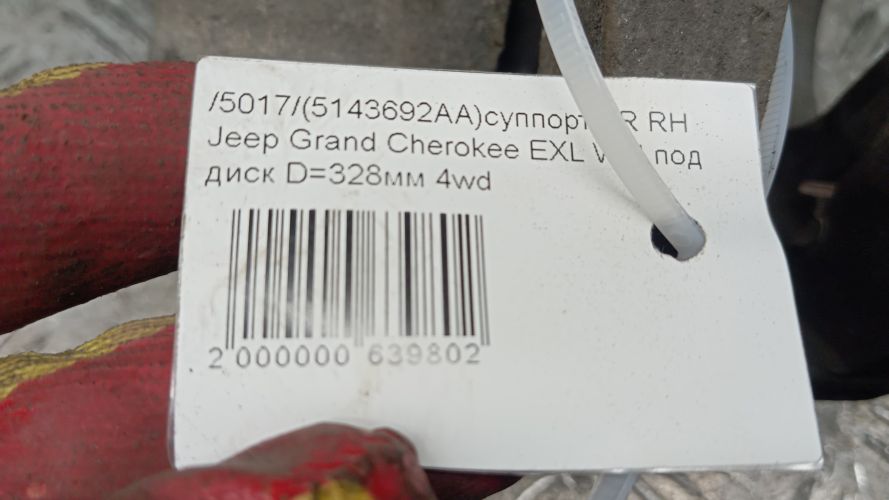 /5017/(5143692AA)суппорт R RH
Jeep Grand Cherokee EXL под
диск D=328мм 4wd
2 000000 639802